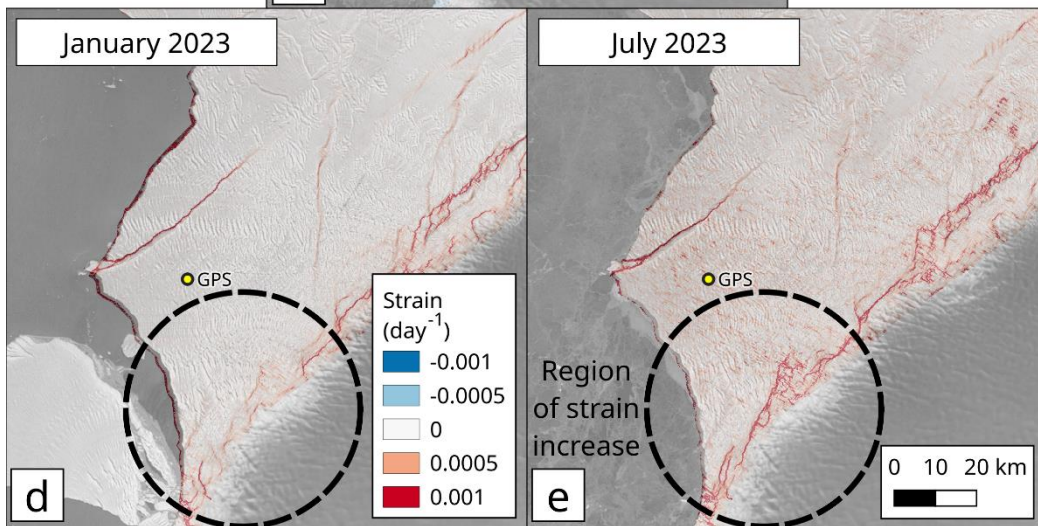 January 2023
GPS
Strain
(day⁻¹)
-0.001
-0.0005
0
0.0005
0.001
d
July 2023
GPS
Region
of strain
increase
0 10 20 km
e